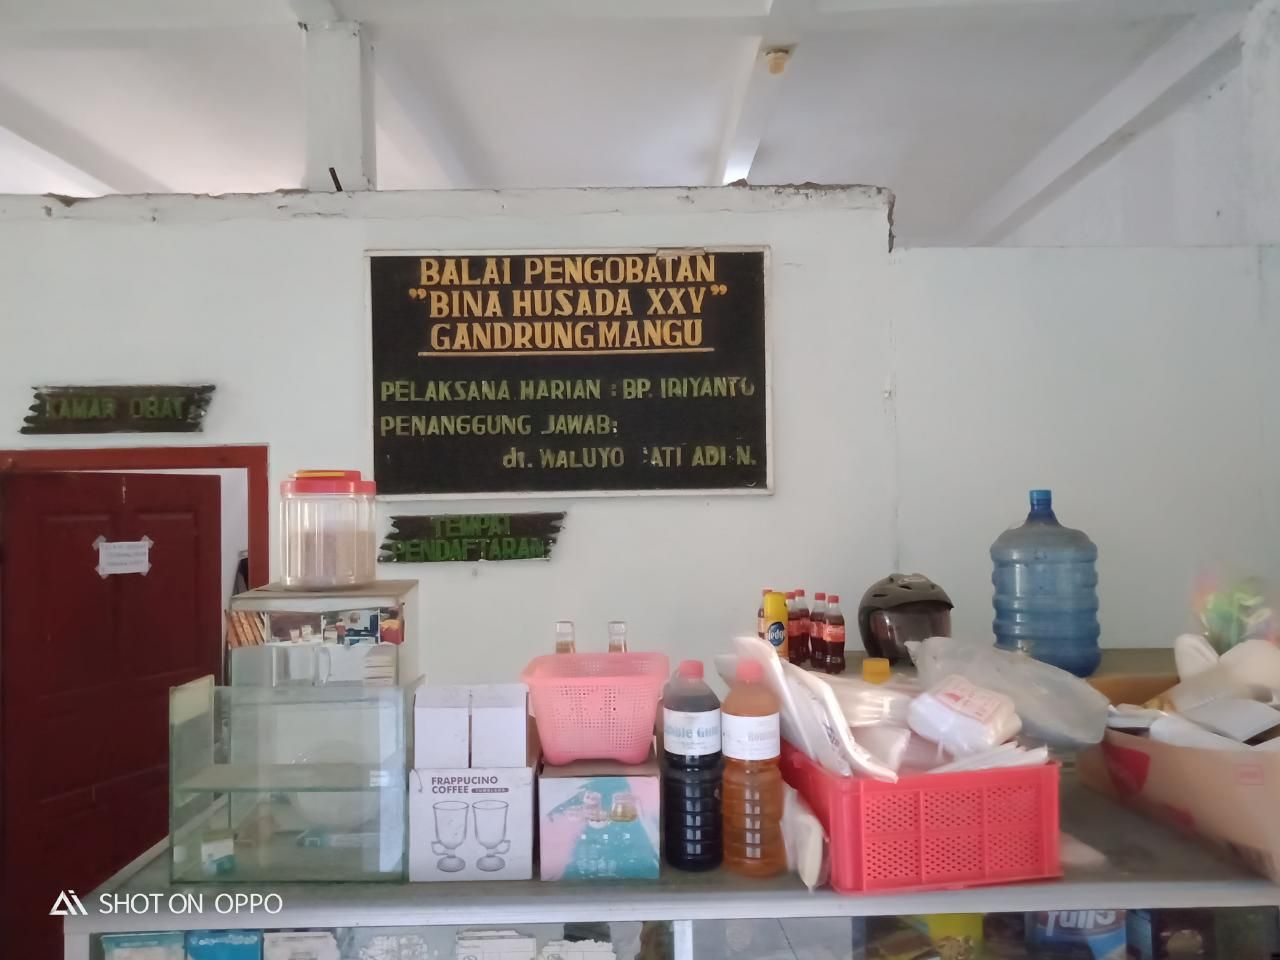 BALAI PENGOBATAN
"BINA HUSADA XXV"
GANDRUNGMANGU
PELAKSANA HARIAN : BP. IRIYANTO
PENANGGUNG JAWAB:
dr. WALUYO ATI ADI N.
KAMAR OBAT
TEMPAT
PENDAFTARAN
FRAPPUCINO
COFFEE TUMBLERS
SHOT ON OPPO